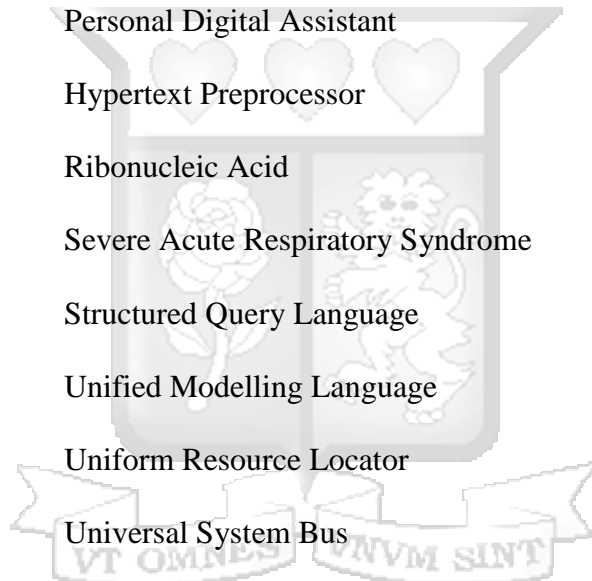 Personal Digital Assistant
Hypertext Preprocessor
Ribonucleic Acid
Severe Acute Respiratory Syndrome
Structured Query Language
Unified Modelling Language
Uniform Resource Locator
Universal System Bus
VT OMNES VNVM SINT